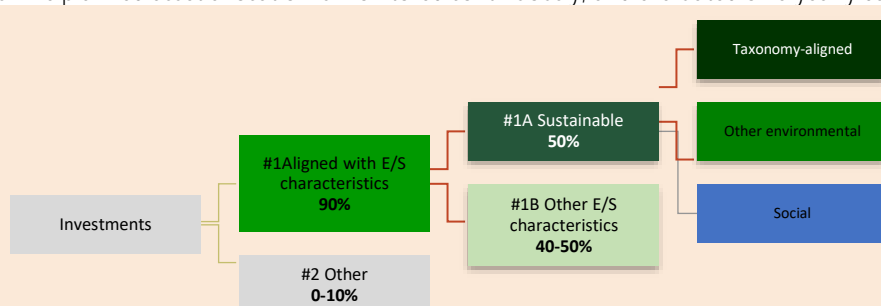 Taxonomy-aligned
#1A Sustainable
50%
Other environmental
#1Aligned with E/S
characteristics
90%
#1B Other E/S
characteristics
40-50%
Social
Investments
#2 Other
0-10%